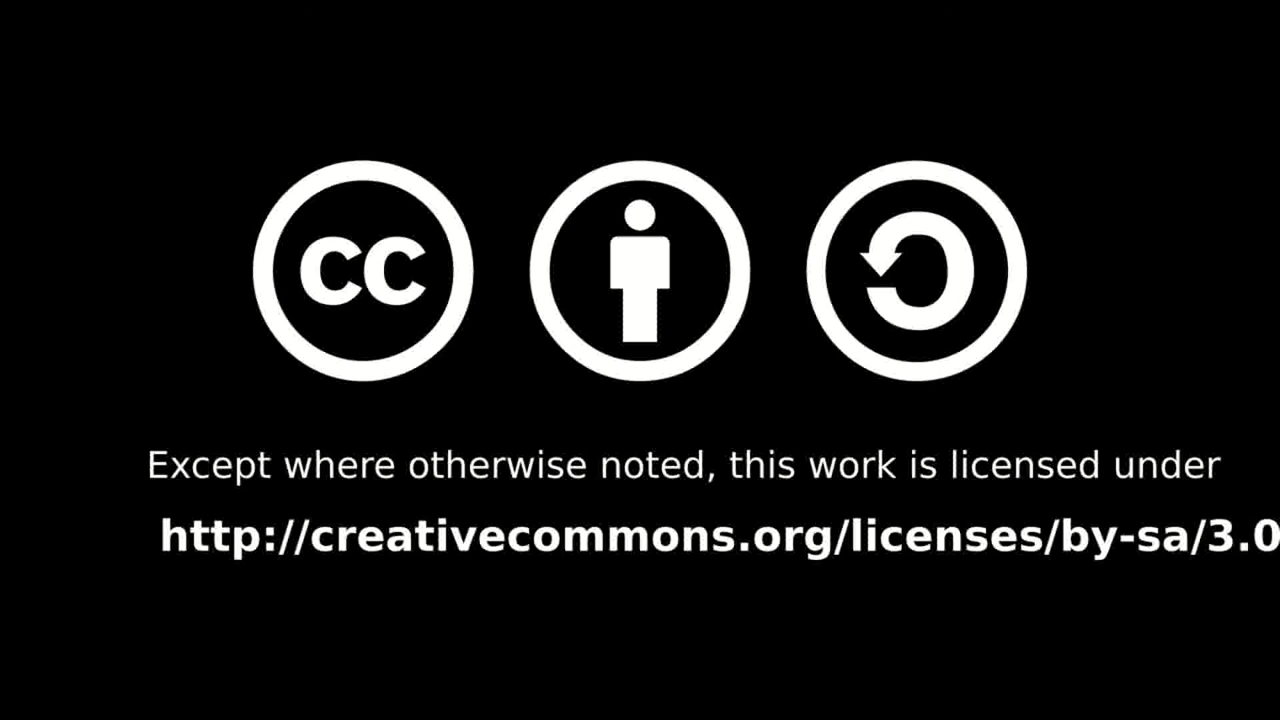 cc
Except where otherwise noted, this work is licensed under
http://creativecommons.org/licenses/by-sa/3.0